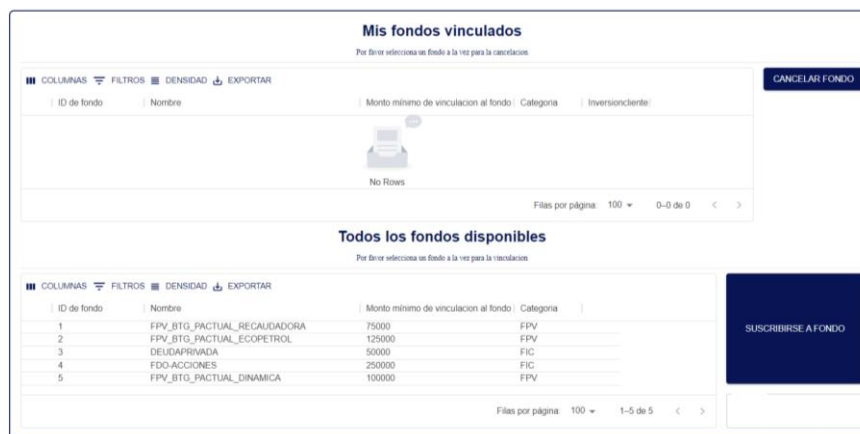 Mis fondos vinculados
Por favor selecciona un fondo a la vez para la cancelacion
COLUMNAS FILTROS DENSIDAD EXPORTAR
CANCELAR FONDO
ID de fondo Nombre Monto mínimo de vinculacion al fondo Categoria Inversioncliente
No Rows
Filas por página: 100 0–0 de 0
Todos los fondos disponibles
Por favor selecciona un fondo a la vez para la vinculacion
COLUMNAS FILTROS DENSIDAD EXPORTAR
ID de fondo Nombre Monto mínimo de vinculacion al fondo Categoria
1 FPV_BTG_PACTUAL_RECAUDADORA 75000 FPV
2 FPV_BTG_PACTUAL_ECOPETROL 125000 FPV
3 DEUDAPRIVADA 50000 FIC
4 FDO-ACCIONES 250000 FIC
5 FPV_BTG_PACTUAL_DINAMICA 100000 FPV
SUSCRIBIRSE A FONDO
Filas por página: 100 1–5 de 5